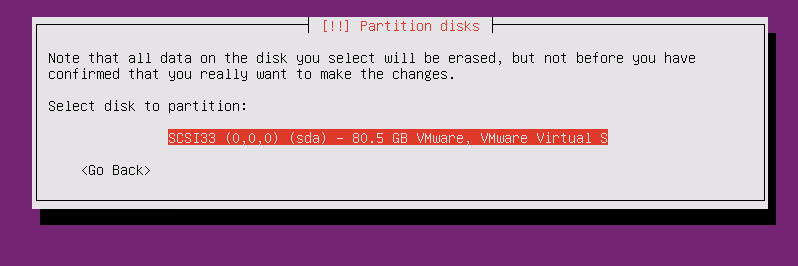 [!!] Partition disks
Note that all data on the disk you select will be erased, but not before you have
confirmed that you really want to make the changes.
Select disk to partition:
SCSI33 (0,0,0) (sda) - 80.5 GB VMware, VMware Virtual S
<Go Back>